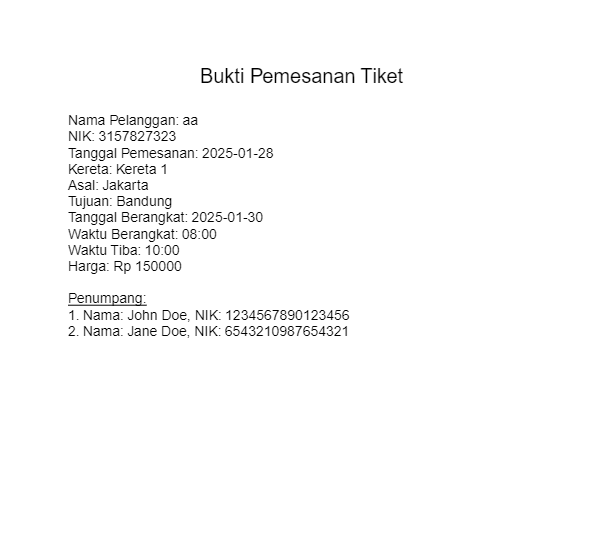 Bukti Pemesanan Tiket
Nama Pelanggan: aa
NIK: 3157827323
Tanggal Pemesanan: 2025-01-28
Kereta: Kereta 1
Asal: Jakarta
Tujuan: Bandung
Tanggal Berangkat: 2025-01-30
Waktu Berangkat: 08:00
Waktu Tiba: 10:00
Harga: Rp 150000
Penumpang:
1. Nama: John Doe, NIK: 1234567890123456
2. Nama: Jane Doe, NIK: 6543210987654321